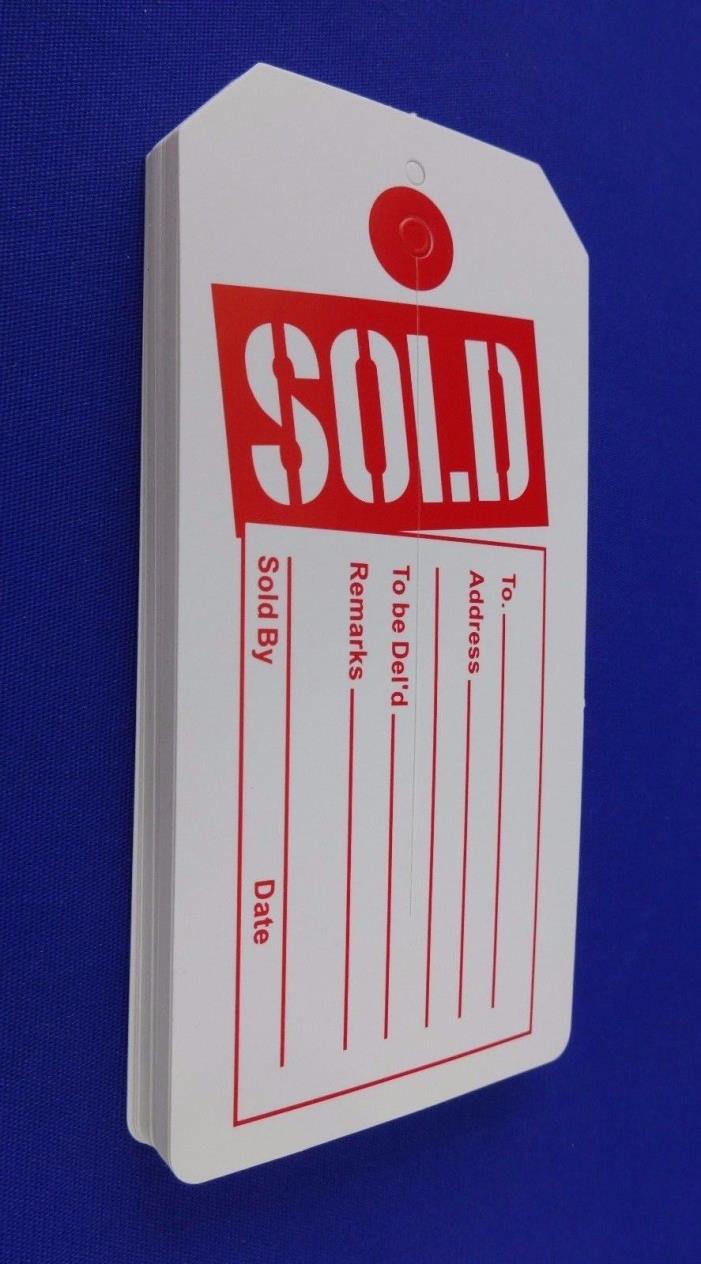 SOLD
To.
Address
To be Del'd
Remarks
Sold By Date